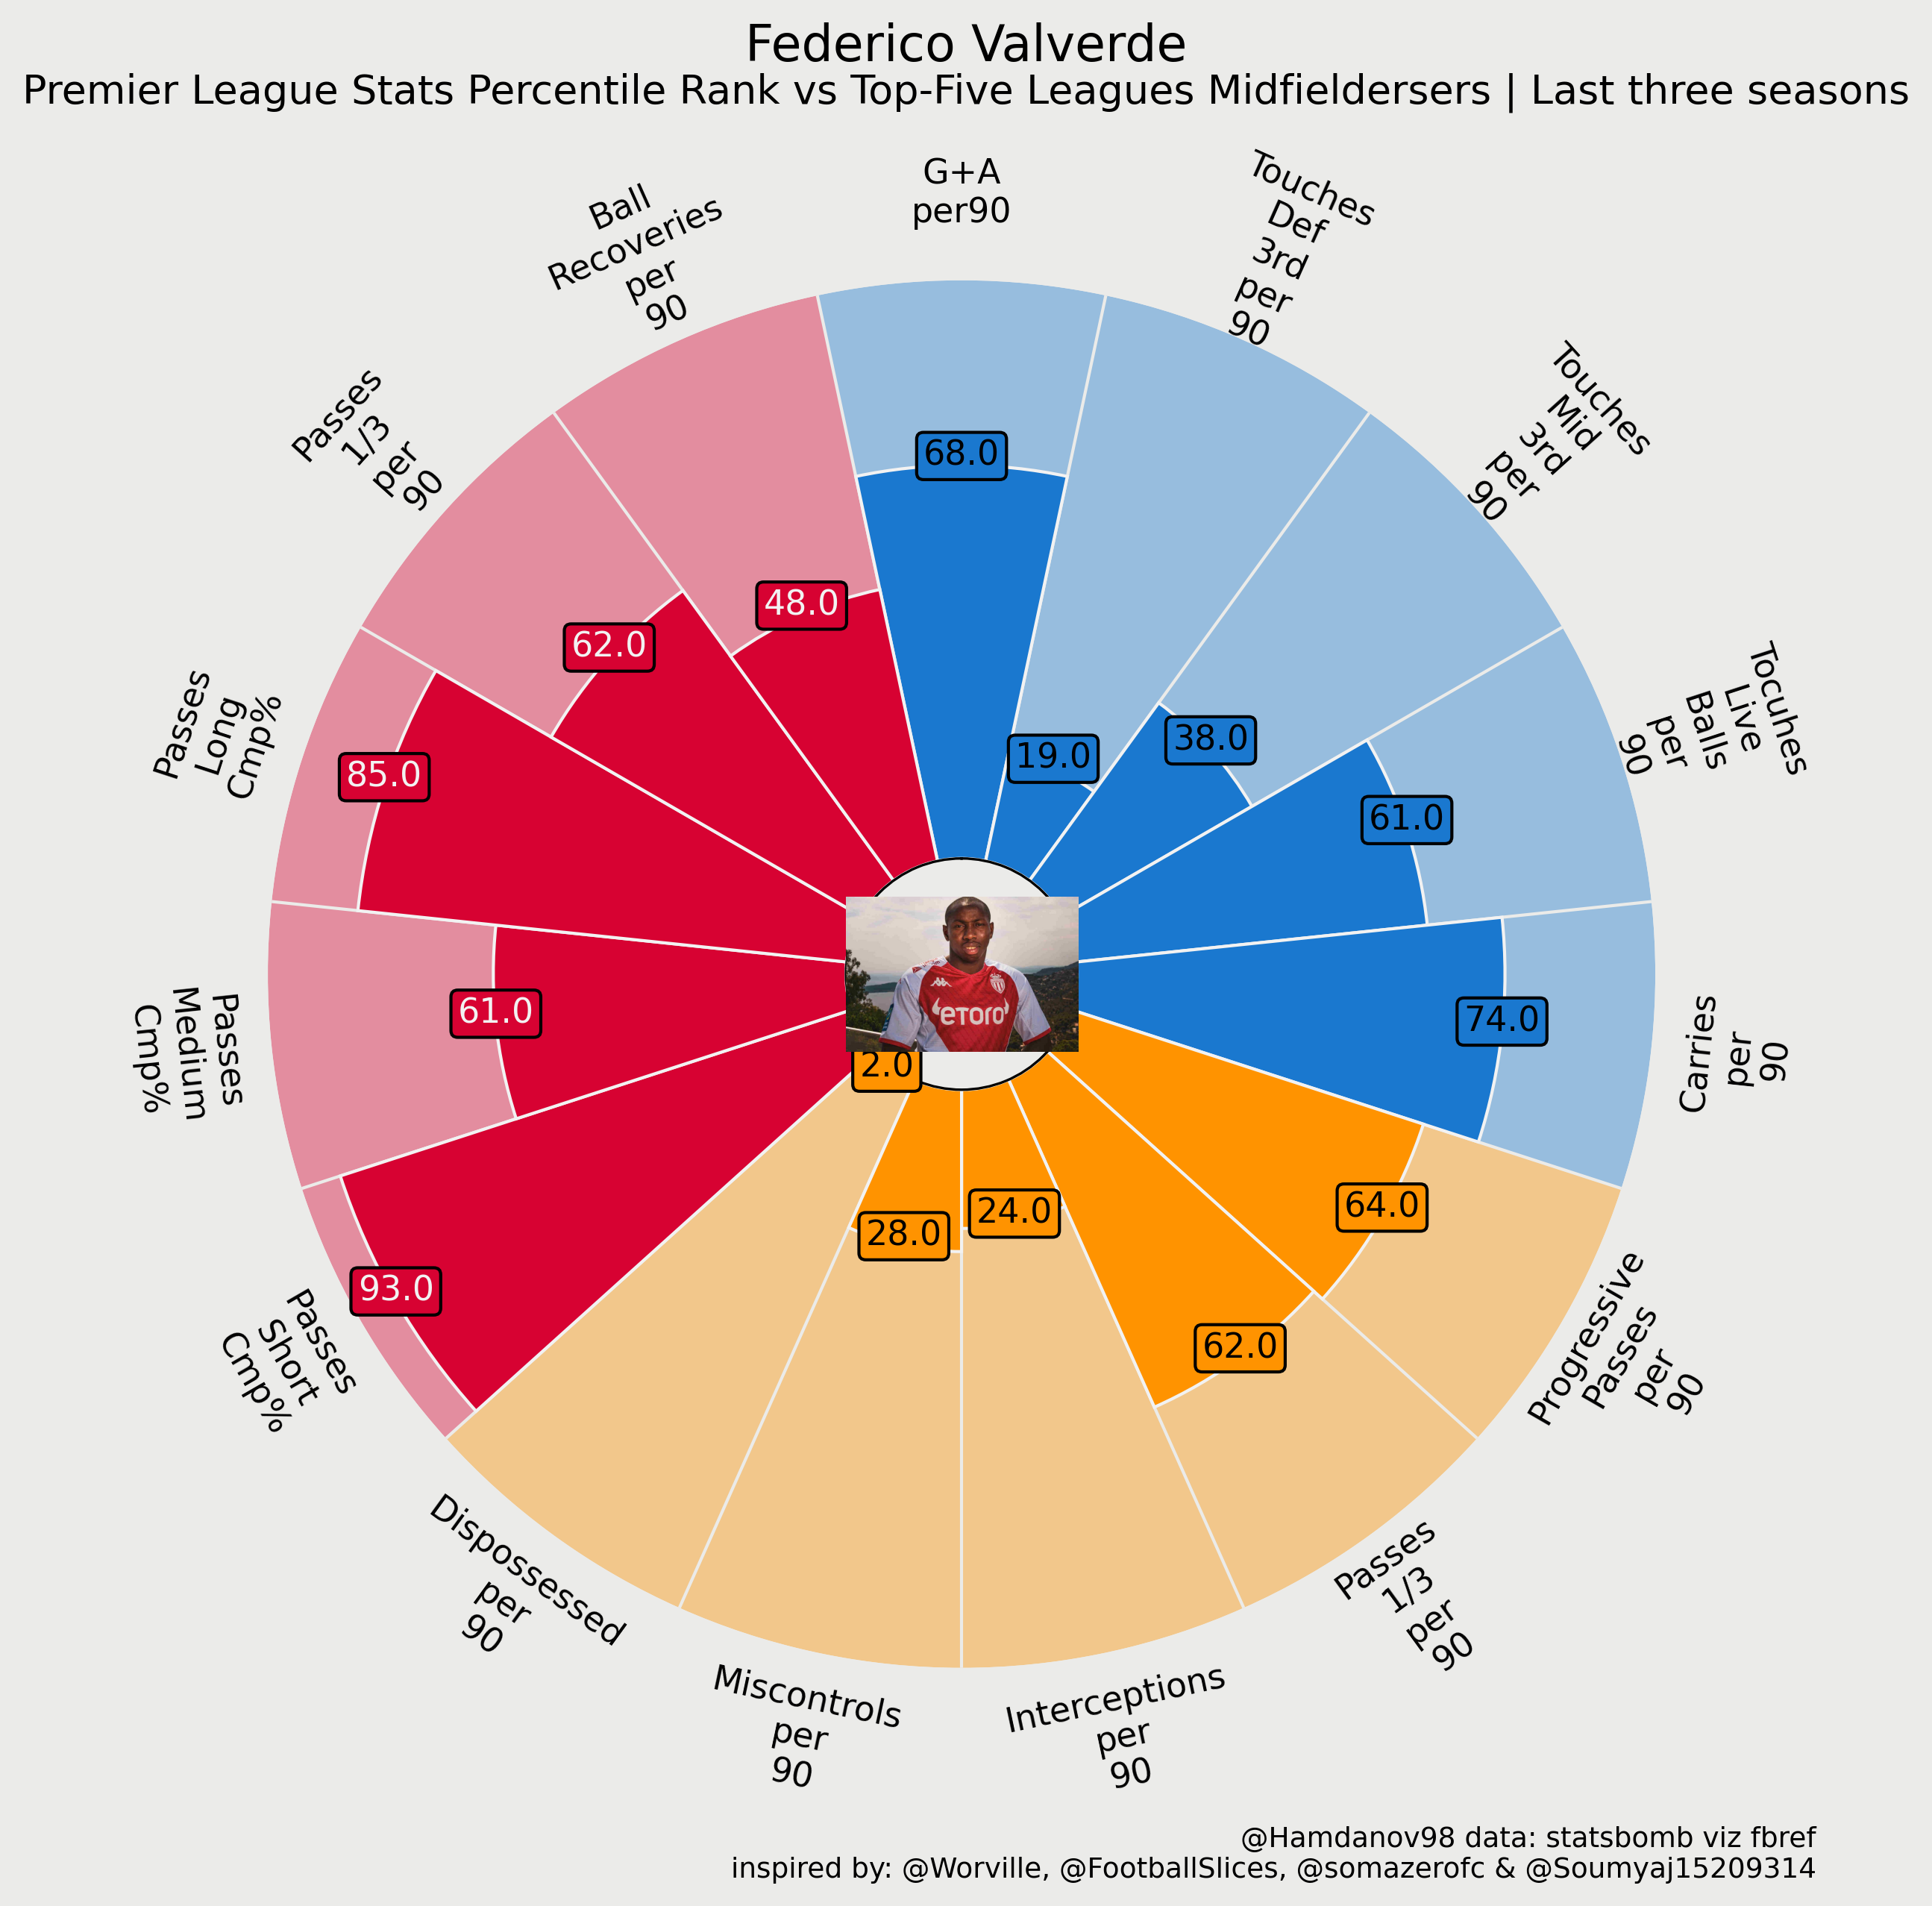 Federico Valverde
Premier League Stats Percentile Rank vs Top-Five Leagues Midfieldersers | Last three seasons
G+A
per90
Touches
Def
3rd
per
90
Touches
Mid
3rd
per
90
Tocuhes
Live
Balls
per
90
Carries
per
90
Progressive
Passes
per
90
Passes
1/3
per
90
Interceptions
per
90
Miscontrols
per
90
Dispossessed
per
90
Passes
Short
Cmp%
Passes
Medium
Cmp%
Passes
Long
Cmp%
Passes
1/3
per
90
Ball
Recoveries
per
90
68.0
19.0
38.0
61.0
74.0
64.0
62.0
24.0
28.0
2.0
93.0
61.0
85.0
62.0
48.0
eToro
@Hamdanov98 data: statsbomb viz fbref
inspired by: @Worville, @FootballSlices, @somazerofc & @Soumyaj15209314